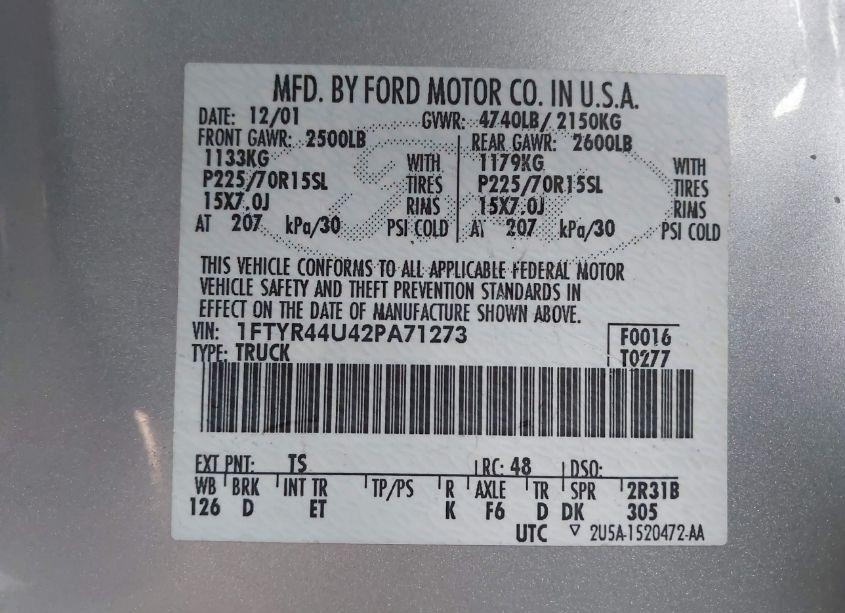 MFD. BY FORD MOTOR CO. IN U.S.A.
DATE: 12/01 GVWR: 4740LB/ 2150KG
FRONT GAWR: 2500LB REAR GAWR: 2600LB
1133KG WITH 1179KG WITH
P225/70R15SL TIRES P225/70R15SL TIRES
15X7.0J RIMS 15X7.0J RIMS
AT 207 kPa/30 PSI COLD AT 207 kPa/30 PSI COLD
THIS VEHICLE CONFORMS TO ALL APPLICABLE FEDERAL MOTOR
VEHICLE SAFETY AND THEFT PREVENTION STANDARDS IN
EFFECT ON THE DATE OF MANUFACTURE SHOWN ABOVE.
VIN: 1FTYR44U42PA71273 F0016
TYPE: TRUCK T0277
EXT PNT: TS RC: 48 DSO:
WB BRK INT TR TP/PS R AXLE TR SPR 2R31B
126 D ET K F6 D DK 305
UTC ▽ 2U5A-1520472-AA